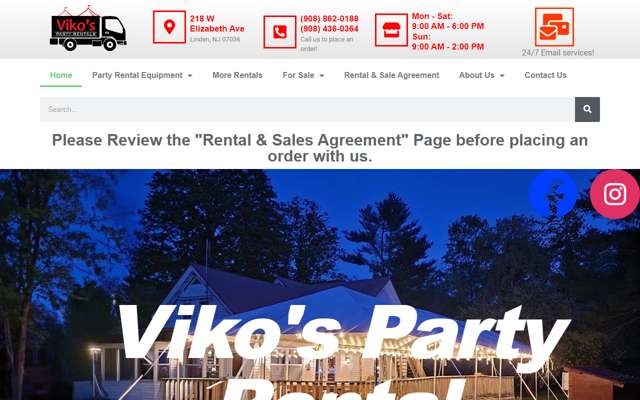 Viko's
PARTY RENTALS
218 W
Elizabeth Ave
Linden, NJ 07036
(908) 862-0188
(908) 436-0364
Call us to place an
order!
Mon - Sat:
9:00 AM - 6:00 PM
Sun:
9:00 AM - 2:00 PM
24/7 Email services!
Home
Party Rental Equipment
More Rentals
For Sale
Rental & Sale Agreement
About Us
Contact Us
Search...
Please Review the "Rental & Sales Agreement" Page before placing an
order with us.
Viko's Party
Rental